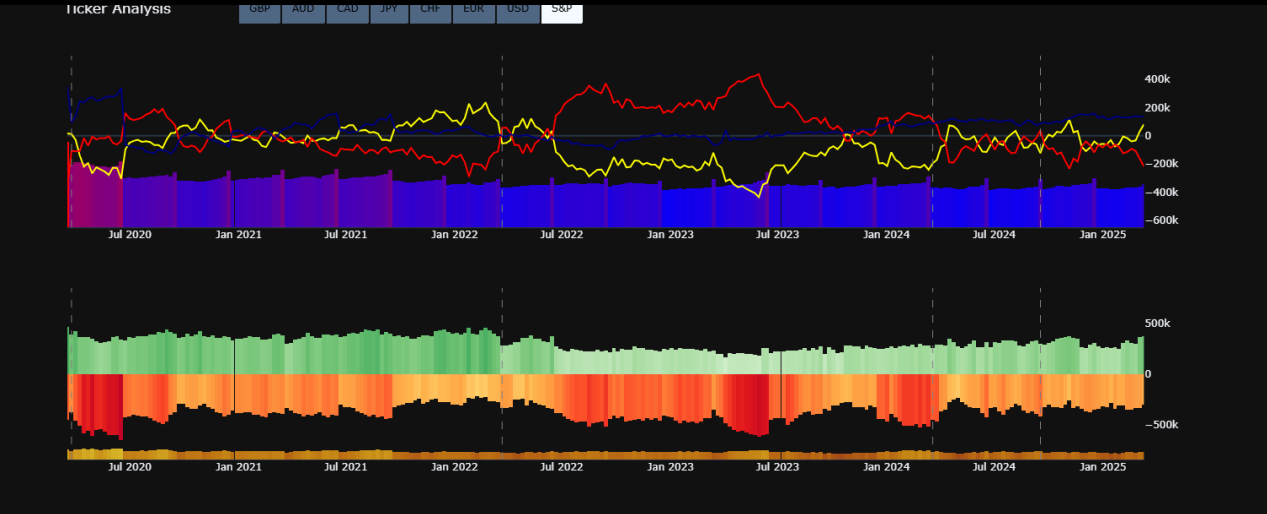 Ticker Analysis
GBP AUD CAD JPY CHF EUR USD S&P
400k
200k
0
−200k
−400k
−600k
Jul 2020 Jan 2021 Jul 2021 Jan 2022 Jul 2022 Jan 2023 Jul 2023 Jan 2024 Jul 2024 Jan 2025
500k
0
−500k
Jul 2020 Jan 2021 Jul 2021 Jan 2022 Jul 2022 Jan 2023 Jul 2023 Jan 2024 Jul 2024 Jan 2025